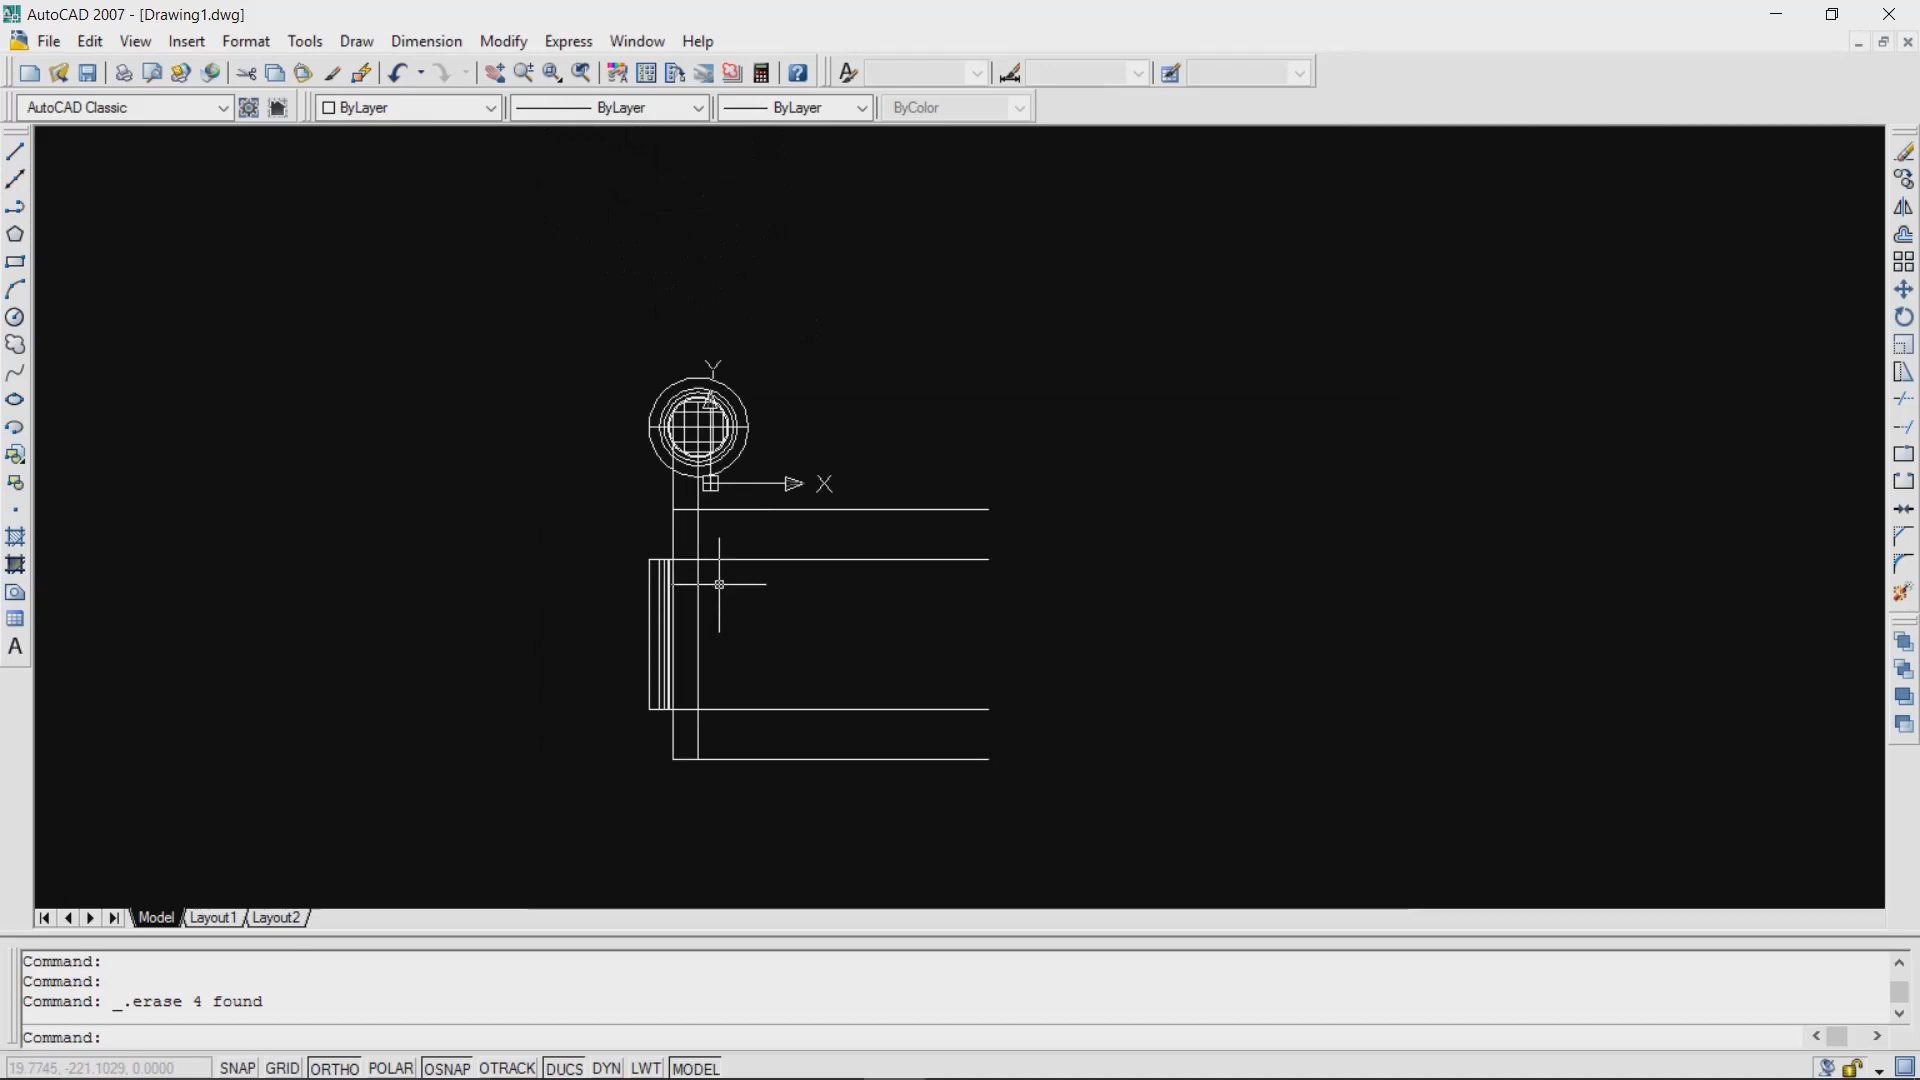 AutoCAD 2007 - [Drawing1.dwg]
File Edit View Insert Format Tools Draw Dimension Modify Express Window Help
AutoCAD Classic ByLayer ByLayer ByLayer ByColor
A
Y
X
Model Layout1 Layout2
Command:
Command:
Command: _.erase 4 found
Command:
19.7745, -221.1029, 0.0000 SNAP GRID ORTHO POLAR OSNAP OTRACK DUCS DYN LWT MODEL